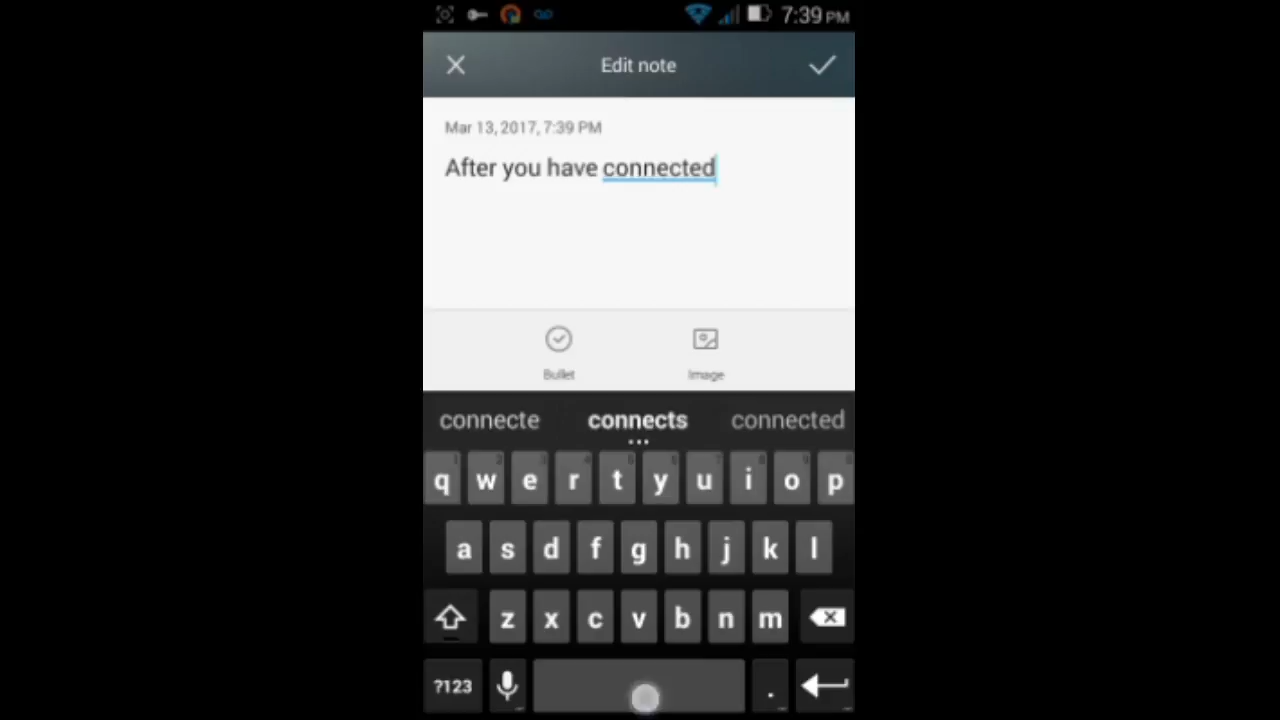 7:39 PM
Edit note
Mar 13, 2017, 7:39 PM
After you have connected
Bullet
Image
connecte connects connected
q w e r t y u i o p
a s d f g h j k l
z x c v b n m
?123 .